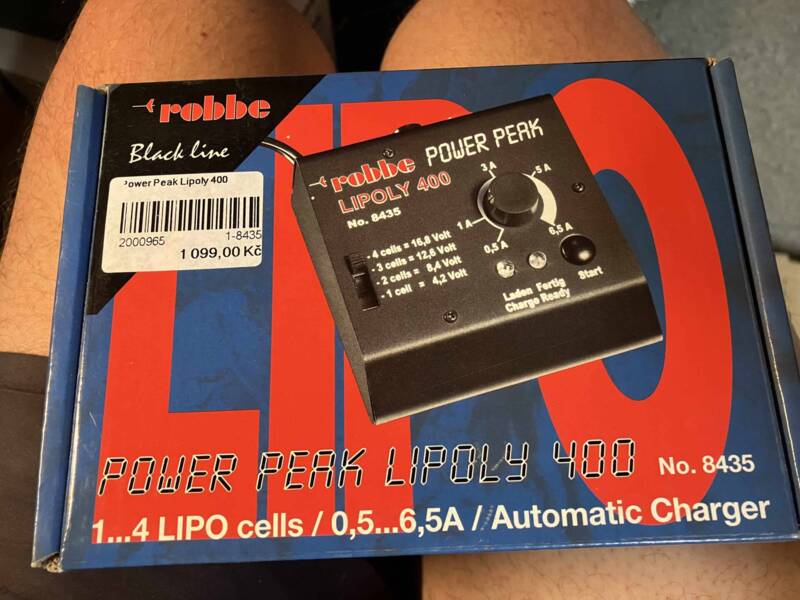 robbe
Black line
Power Peak Lipoly 400
2000965 1-8435
1 099,00 Kč
robbe POWER PEAK
LIPOLY 400
No. 8435
3 A
5 A
1 A
0,5 A
6,5 A
- 4 cells = 16,8 Volt
- 3 cells = 12,6 Volt
- 2 cells = 8,4 Volt
- 1 cell = 4,2 Volt
Laden Fertig
Charge Ready
Start
LIPO
POWER PEAK LIPOLY 400 No. 8435
1...4 LIPO cells / 0,5...6,5A / Automatic Charger